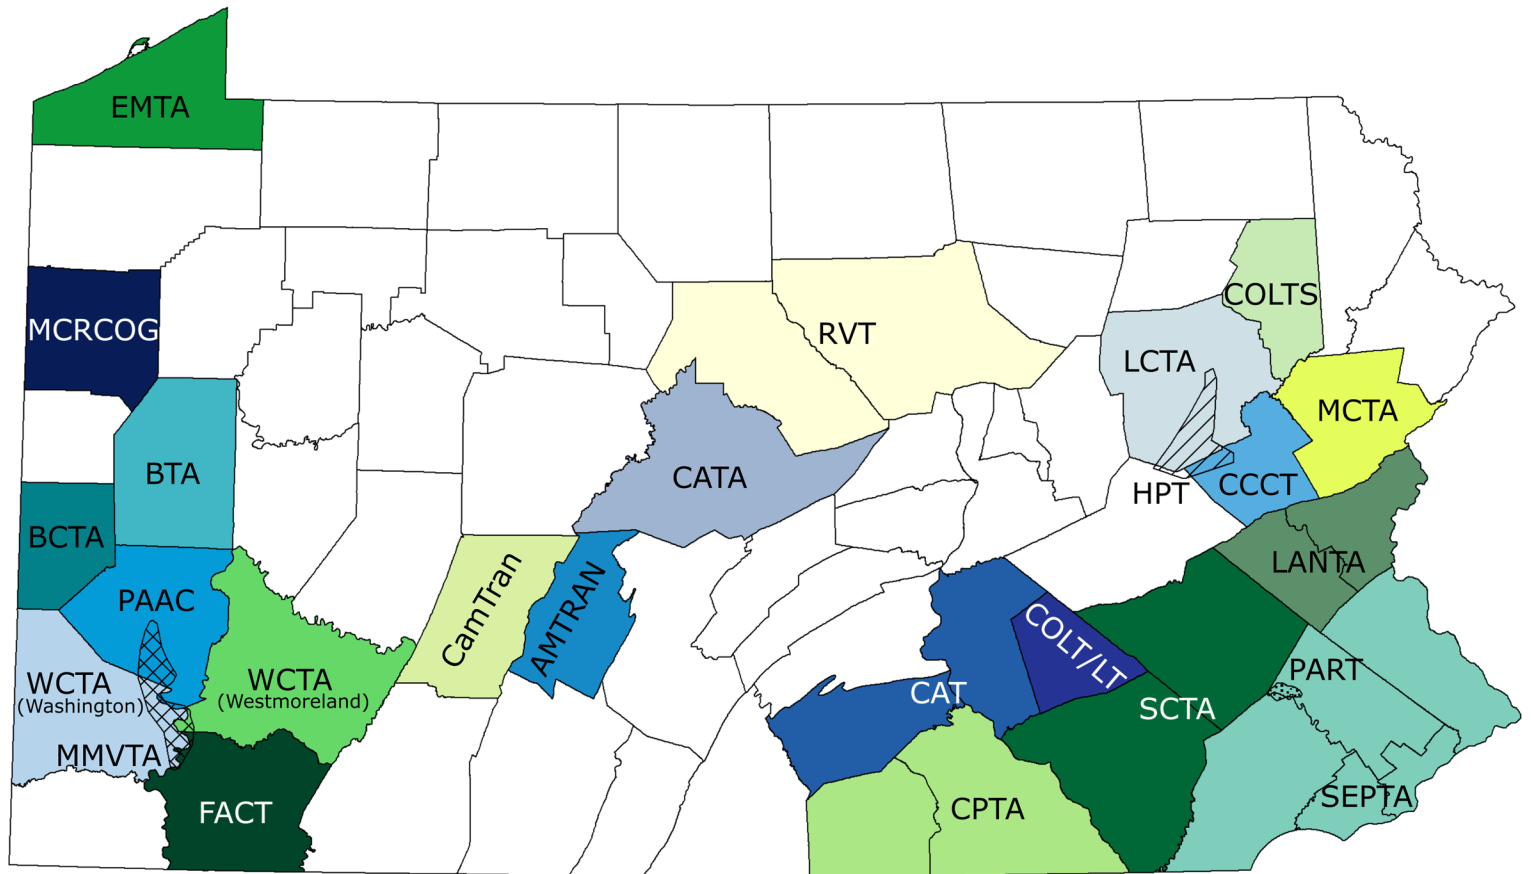 EMTA
COLTS
MCRCOG
RVT
LCTA
MCTA
BTA
CATA
CCCT
HPT
BCTA
LANTA
PAAC
CamTran
AMTRAN
COLT/LT
WCTA
(Washington)
WCTA
(Westmoreland)
PART
CAT
SCTA
MMVTA
SEPTA
FACT
CPTA